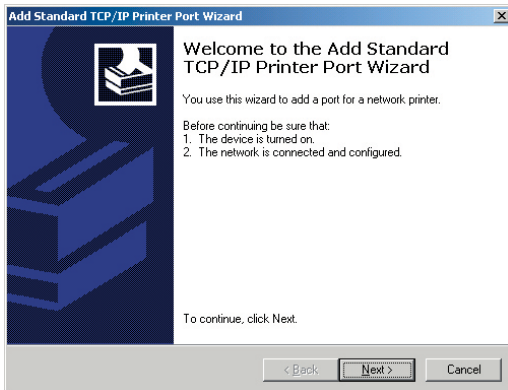 Add Standard TCP/IP Printer Port Wizard
Welcome to the Add Standard
TCP/IP Printer Port Wizard
You use this wizard to add a port for a network printer.
Before continuing be sure that:
1. The device is turned on.
2. The network is connected and configured.
To continue, click Next.
< Back Next > Cancel